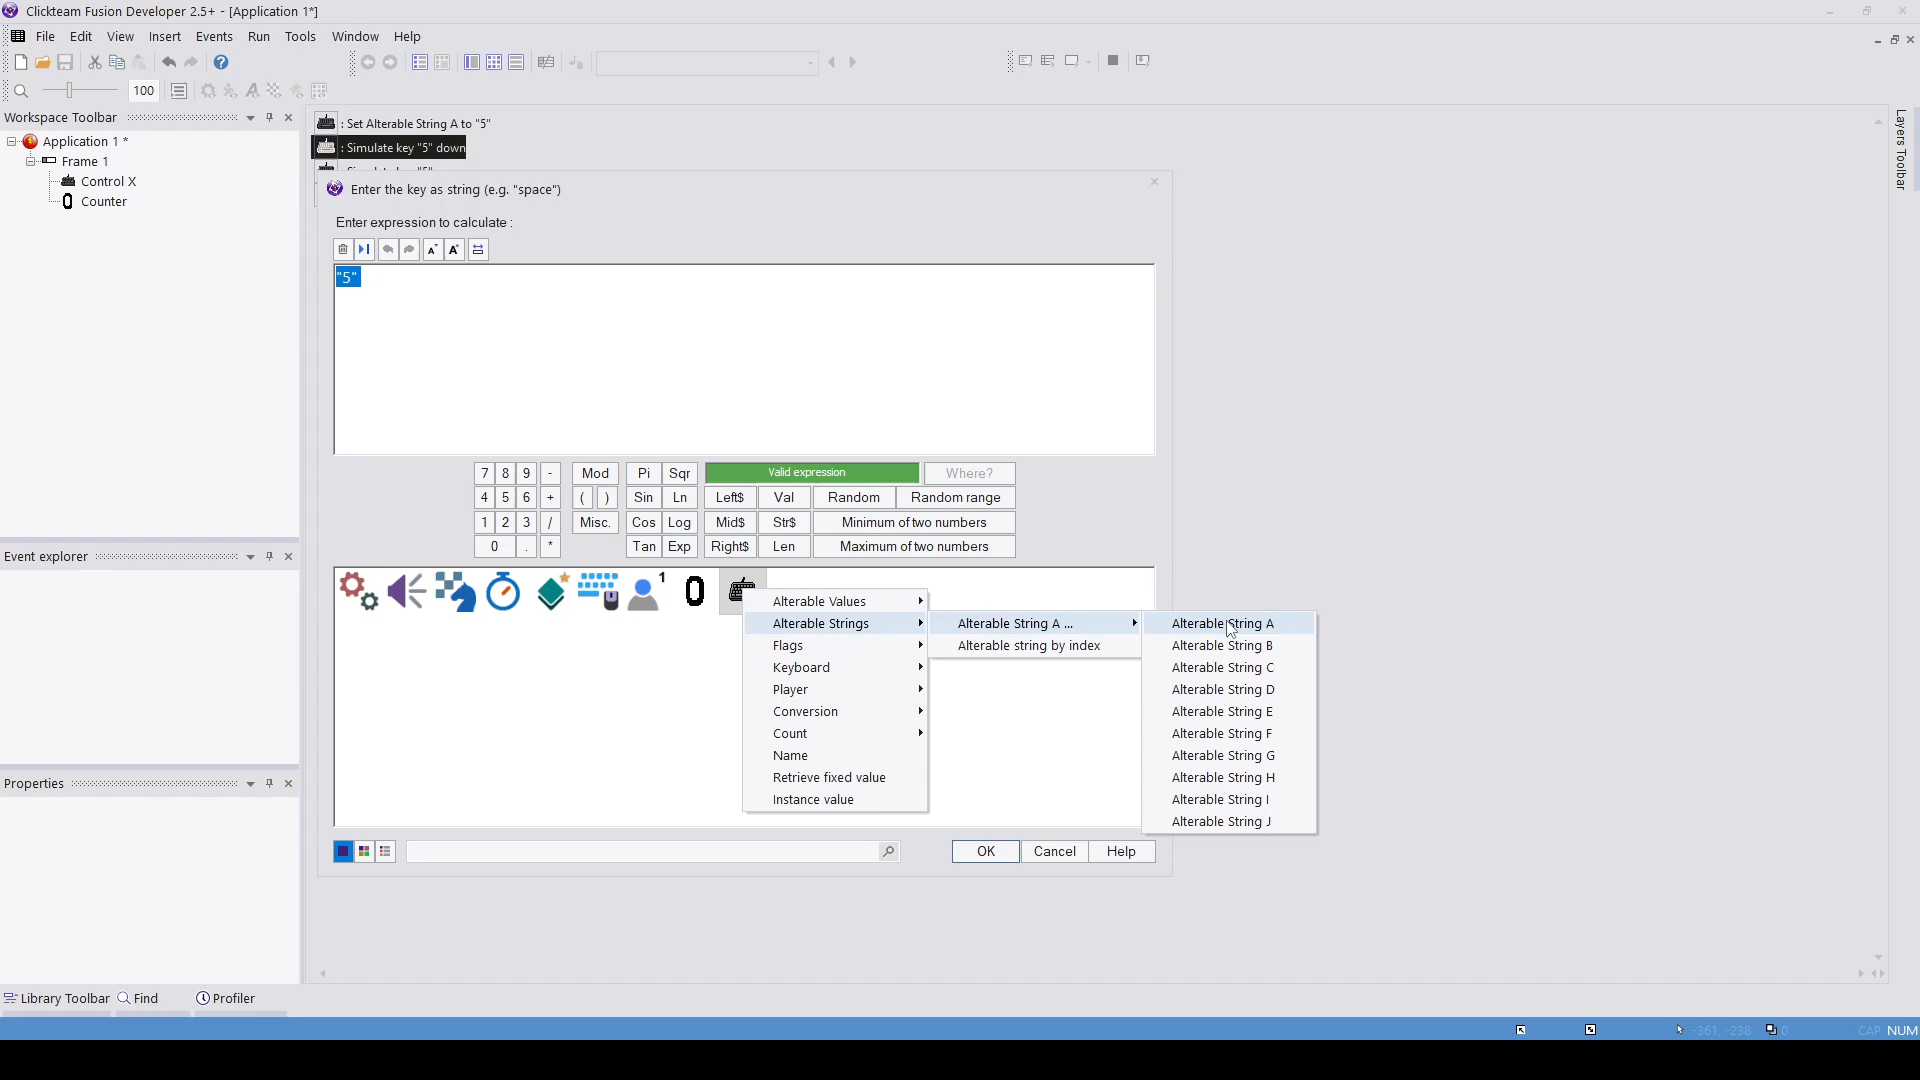 Clickteam Fusion Developer 2.5+ - [Application 1*]
File Edit View Insert Events Run Tools Window Help
100
Workspace Toolbar
Application 1 *
Frame 1
Control X
Counter
Event explorer
Properties
Library Toolbar Find Profiler
: Set Alterable String A to "5"
: Simulate key "5" down
Enter the key as string (e.g. "space")
Enter expression to calculate :
A A
"5"
7 8 9 - Mod Pi Sqr Valid expression Where?
4 5 6 + ( ) Sin Ln Left$ Val Random Random range
1 2 3 / Misc. Cos Log Mid$ Str$ Minimum of two numbers
0 . * Tan Exp Right$ Len Maximum of two numbers
1
0
Alterable Values
Alterable Strings
Flags
Keyboard
Player
Conversion
Count
Name
Retrieve fixed value
Instance value
Alterable String A ...
Alterable string by index
Alterable String A
Alterable String B
Alterable String C
Alterable String D
Alterable String E
Alterable String F
Alterable String G
Alterable String H
Alterable String I
Alterable String J
OK Cancel Help
Layers Toolbar
-361, -238 0 CAP NUM